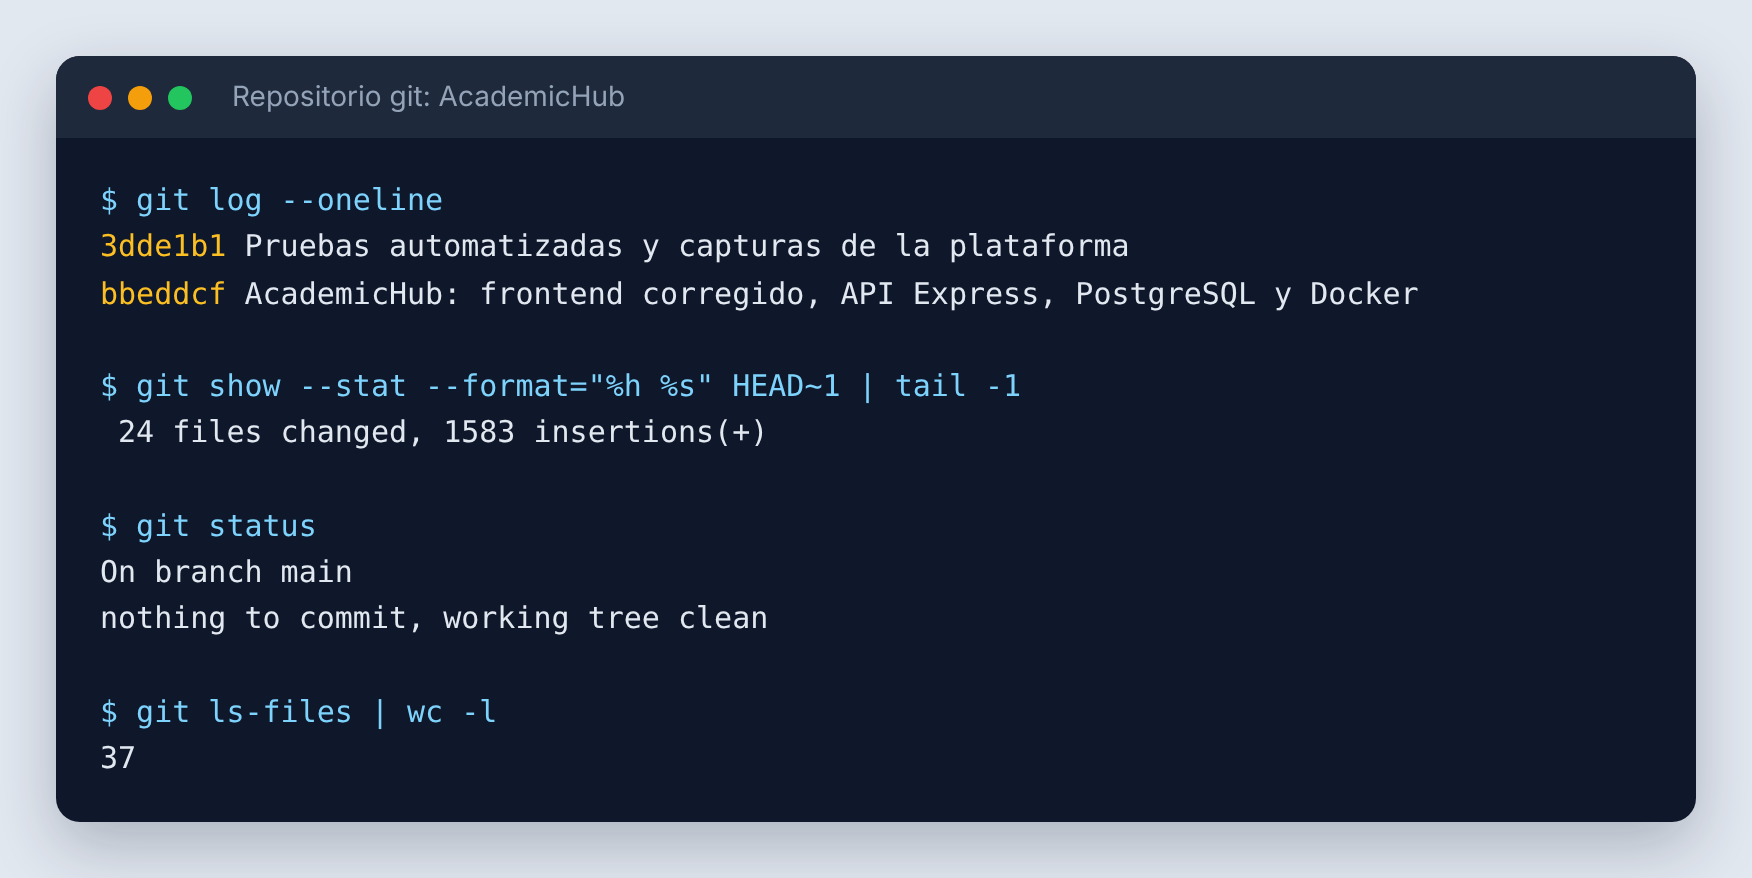 Repositorio git: AcademicHub
$ git log --oneline
3dde1b1 Pruebas automatizadas y capturas de la plataforma
bbeddcf AcademicHub: frontend corregido, API Express, PostgreSQL y Docker
$ git show --stat --format="%h %s" HEAD~1 | tail -1
24 files changed, 1583 insertions(+)
$ git status
On branch main
nothing to commit, working tree clean
$ git ls-files | wc -l
37